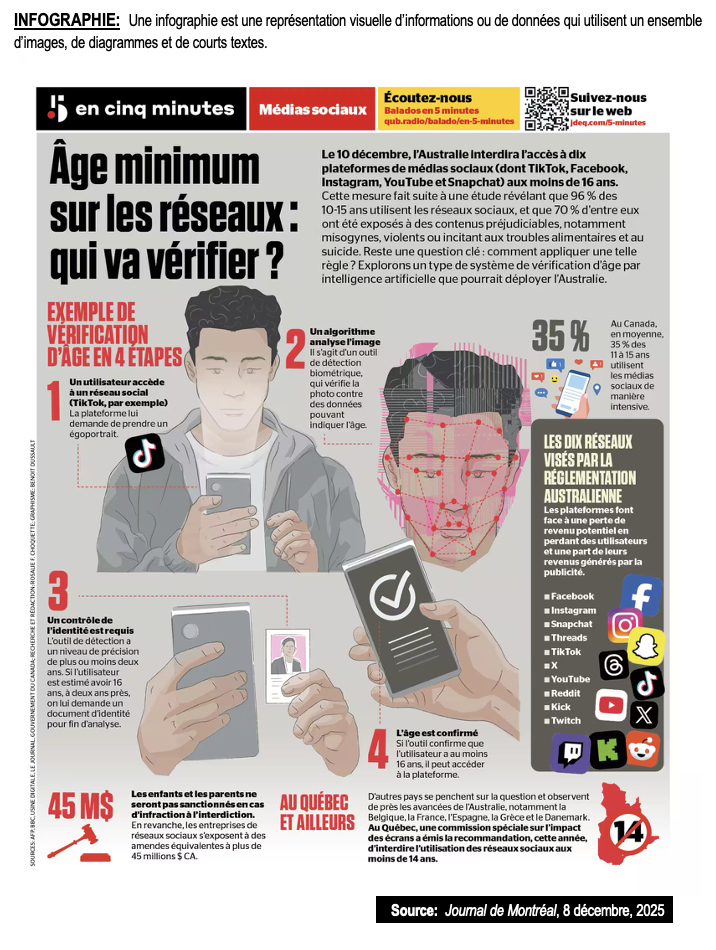 INFOGRAPHIE: Une infographie est une représentation visuelle d'informations ou de données qui utilisent un ensemble
d'images, de diagrammes et de courts textes.
.5 en cinq minutes
Médias sociaux
Écoutez-nous
Balados en 5 minutes
qub.radio/balado/en-5-minutes
Suivez-nous
sur le web
jdeq.com/5-minutes
Âge minimum
sur les réseaux :
qui va vérifier ?
Le 10 décembre, l'Australie interdira l'accès à dix
plateformes de médias sociaux (dont TikTok, Facebook,
Instagram, YouTube et Snapchat) aux moins de 16 ans.
Cette mesure fait suite à une étude révélant que 96 % des
10-15 ans utilisent les réseaux sociaux, et que 70 % d'entre eux
ont été exposés à des contenus préjudiciables, notamment
misogynes, violents ou incitant aux troubles alimentaires et au
suicide. Reste une question clé : comment appliquer une telle
règle ? Explorons un type de système de vérification d'âge par
intelligence artificielle que pourrait déployer l'Australie.
EXEMPLE DE
VÉRIFICATION
D'ÂGE EN 4 ÉTAPES
1
Un utilisateur accède
à un réseau social
(TikTok, par exemple)
La plateforme lui
demande de prendre un
égoportrait.
2
Un algorithme
analyse l'image
Il s'agit d'un outil
de détection
biométrique,
qui vérifie la
photo contre
des données
pouvant
indiquer l'âge.
35 %
Au Canada,
en moyenne,
35 % des
11 à 15 ans
utilisent
les médias
sociaux de
manière
intensive.
LES DIX RÉSEAUX
VISÉS PAR LA
RÉGLEMENTATION
AUSTRALIENNE
Les plateformes font
face à une perte de
revenu potentiel en
perdant des utilisateurs
et une part de leurs
revenus générés par la
publicité.
■ Facebook
■ Instagram
■ Snapchat
■ Threads
■ TikTok
■ X
■ YouTube
■ Reddit
■ Kick
■ Twitch
3
Un contrôle de
l'identité est requis
L'outil de détection a
un niveau de précision
de plus ou moins deux
ans. Si l'utilisateur
est estimé avoir 16
ans, à deux ans près,
on lui demande un
document d'identité
pour fin d'analyse.
4
L'âge est confirmé
Si l'outil confirme que
l'utilisateur a au moins
16 ans, il peut accéder
à la plateforme.
45 M$
Les enfants et les parents ne
seront pas sanctionnés en cas
d'infraction à l'interdiction.
En revanche, les entreprises de
réseaux sociaux s'exposent à des
amendes équivalentes à plus de
45 millions $ CA.
AU QUÉBEC
ET AILLEURS
D'autres pays se penchent sur la question et observent
de près les avancées de l'Australie, notamment la
Belgique, la France, l'Espagne, la Grèce et le Danemark.
Au Québec, une commission spéciale sur l'impact
des écrans a émis la recommandation, cette année,
d'interdire l'utilisation des réseaux sociaux aux
moins de 14 ans.
14
SOURCES: AFP, BBC, USINE DIGITALE, LE JOURNAL, GOUVERNEMENT DU CANADA; RECHERCHE ET RÉDACTION: ROSALIE F. CHOQUETTE; GRAPHISME: BENOIT DUSSAULT
Source: Journal de Montréal, 8 décembre, 2025